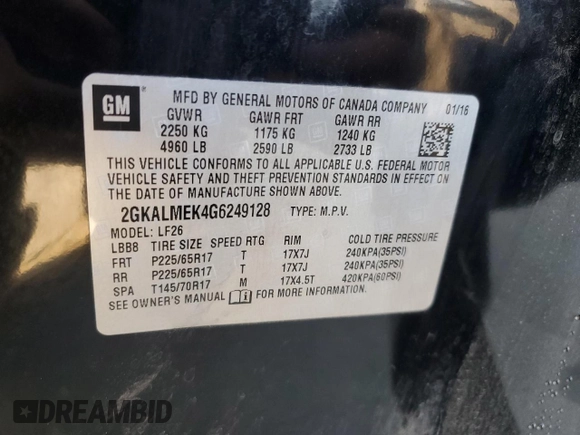 GM
MFD BY GENERAL MOTORS OF CANADA COMPANY 01/16
GVWR GAWR FRT GAWR RR
2250 KG 1175 KG 1240 KG
4960 LB 2590 LB 2733 LB
THIS VEHICLE CONFORMS TO ALL APPLICABLE U.S. FEDERAL MOTOR
VEHICLE SAFETY AND THEFT PREVENTION STANDARDS IN EFFECT ON
THE DATE OF MANUFACTURE SHOWN ABOVE.
2GKALMEK4G6249128 TYPE: M.P.V.
MODEL: LF26
LBB8 TIRE SIZE SPEED RTG RIM COLD TIRE PRESSURE
FRT P225/65R17 T 17X7J 240KPA(35PSI)
RR P225/65R17 T 17X7J 240KPA(35PSI)
SPA T145/70R17 M 17X4.5T 420KPA(60PSI)
SEE OWNER'S MANUAL FOR MORE INFORMATION
DREAMBID